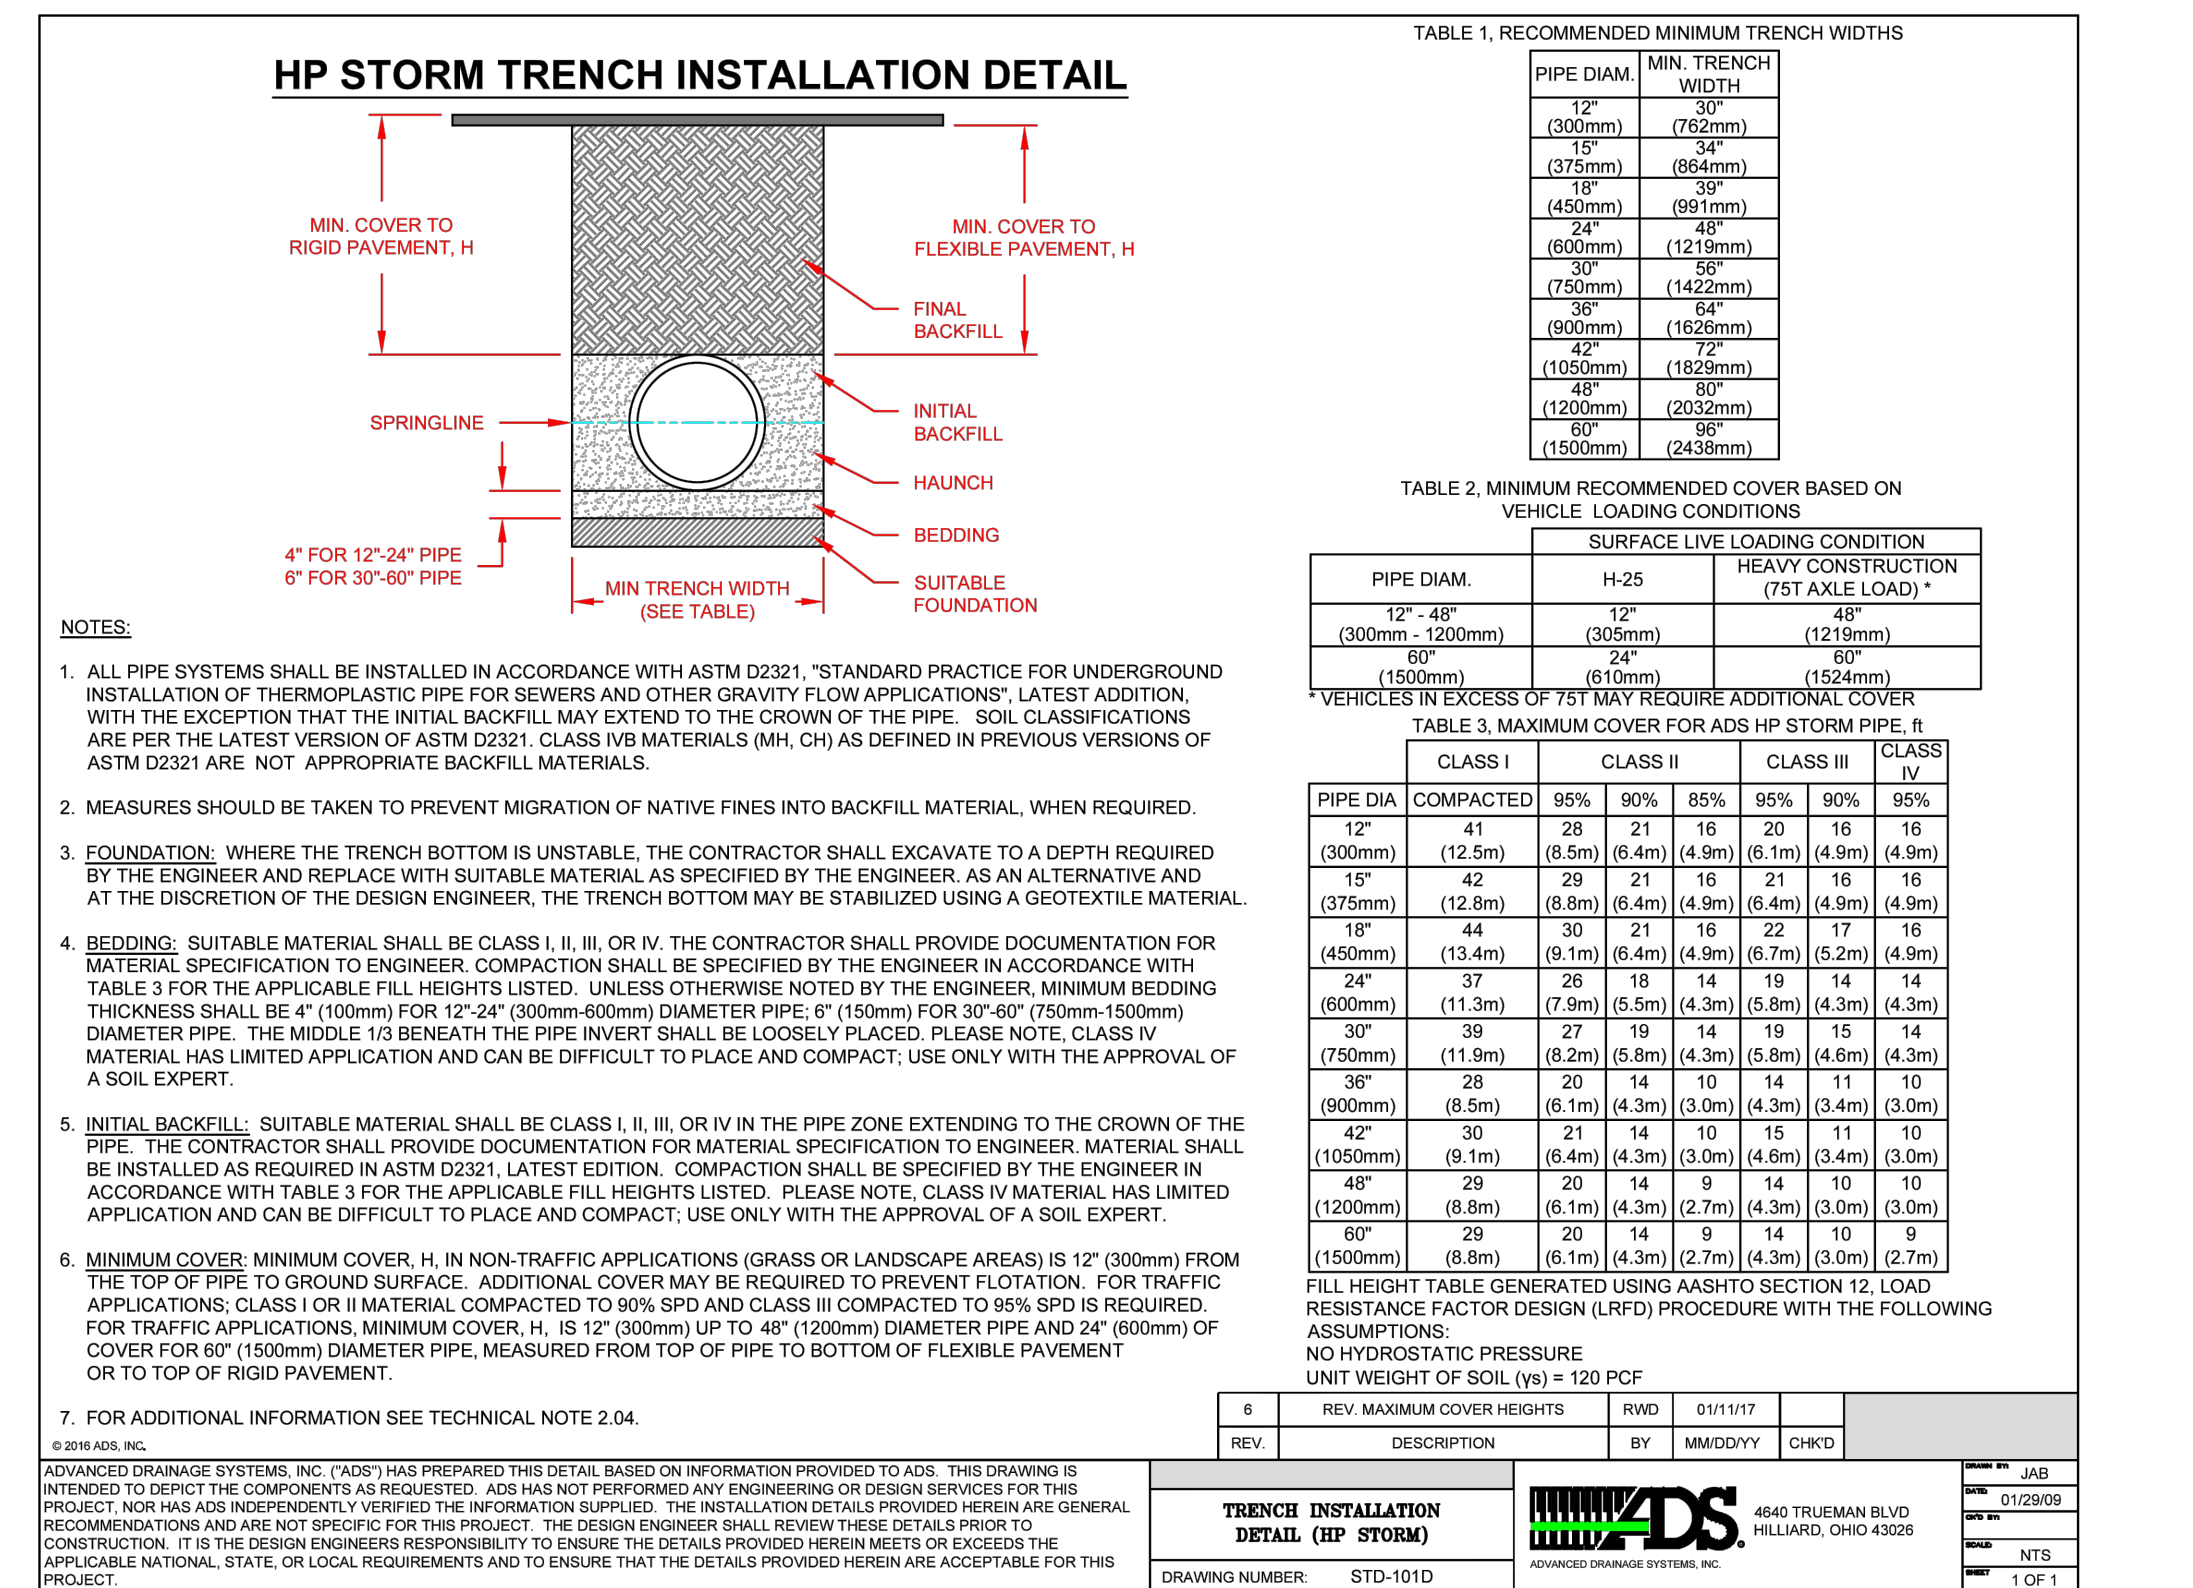 HP STORM TRENCH INSTALLATION DETAIL
MIN. COVER TO
RIGID PAVEMENT, H
MIN. COVER TO
FLEXIBLE PAVEMENT, H
FINAL
BACKFILL
INITIAL
BACKFILL
SPRINGLINE
HAUNCH
BEDDING
4" FOR 12"-24" PIPE
6" FOR 30"-60" PIPE
MIN TRENCH WIDTH
(SEE TABLE)
SUITABLE
FOUNDATION
NOTES:
1. ALL PIPE SYSTEMS SHALL BE INSTALLED IN ACCORDANCE WITH ASTM D2321, "STANDARD PRACTICE FOR UNDERGROUND
INSTALLATION OF THERMOPLASTIC PIPE FOR SEWERS AND OTHER GRAVITY FLOW APPLICATIONS", LATEST ADDITION,
WITH THE EXCEPTION THAT THE INITIAL BACKFILL MAY EXTEND TO THE CROWN OF THE PIPE. SOIL CLASSIFICATIONS
ARE PER THE LATEST VERSION OF ASTM D2321. CLASS IVB MATERIALS (MH, CH) AS DEFINED IN PREVIOUS VERSIONS OF
ASTM D2321 ARE NOT APPROPRIATE BACKFILL MATERIALS.
2. MEASURES SHOULD BE TAKEN TO PREVENT MIGRATION OF NATIVE FINES INTO BACKFILL MATERIAL, WHEN REQUIRED.
3. FOUNDATION: WHERE THE TRENCH BOTTOM IS UNSTABLE, THE CONTRACTOR SHALL EXCAVATE TO A DEPTH REQUIRED
BY THE ENGINEER AND REPLACE WITH SUITABLE MATERIAL AS SPECIFIED BY THE ENGINEER. AS AN ALTERNATIVE AND
AT THE DISCRETION OF THE DESIGN ENGINEER, THE TRENCH BOTTOM MAY BE STABILIZED USING A GEOTEXTILE MATERIAL.
4. BEDDING: SUITABLE MATERIAL SHALL BE CLASS I, II, III, OR IV. THE CONTRACTOR SHALL PROVIDE DOCUMENTATION FOR
MATERIAL SPECIFICATION TO ENGINEER. COMPACTION SHALL BE SPECIFIED BY THE ENGINEER IN ACCORDANCE WITH
TABLE 3 FOR THE APPLICABLE FILL HEIGHTS LISTED. UNLESS OTHERWISE NOTED BY THE ENGINEER, MINIMUM BEDDING
THICKNESS SHALL BE 4" (100mm) FOR 12"-24" (300mm-600mm) DIAMETER PIPE; 6" (150mm) FOR 30"-60" (750mm-1500mm)
DIAMETER PIPE. THE MIDDLE 1/3 BENEATH THE PIPE INVERT SHALL BE LOOSELY PLACED. PLEASE NOTE, CLASS IV
MATERIAL HAS LIMITED APPLICATION AND CAN BE DIFFICULT TO PLACE AND COMPACT; USE ONLY WITH THE APPROVAL OF
A SOIL EXPERT.
5. INITIAL BACKFILL: SUITABLE MATERIAL SHALL BE CLASS I, II, III, OR IV IN THE PIPE ZONE EXTENDING TO THE CROWN OF THE
PIPE. THE CONTRACTOR SHALL PROVIDE DOCUMENTATION FOR MATERIAL SPECIFICATION TO ENGINEER. MATERIAL SHALL
BE INSTALLED AS REQUIRED IN ASTM D2321, LATEST EDITION. COMPACTION SHALL BE SPECIFIED BY THE ENGINEER IN
ACCORDANCE WITH TABLE 3 FOR THE APPLICABLE FILL HEIGHTS LISTED. PLEASE NOTE, CLASS IV MATERIAL HAS LIMITED
APPLICATION AND CAN BE DIFFICULT TO PLACE AND COMPACT; USE ONLY WITH THE APPROVAL OF A SOIL EXPERT.
6. MINIMUM COVER: MINIMUM COVER, H, IN NON-TRAFFIC APPLICATIONS (GRASS OR LANDSCAPE AREAS) IS 12" (300mm) FROM
THE TOP OF PIPE TO GROUND SURFACE. ADDITIONAL COVER MAY BE REQUIRED TO PREVENT FLOTATION. FOR TRAFFIC
APPLICATIONS; CLASS I OR II MATERIAL COMPACTED TO 90% SPD AND CLASS III COMPACTED TO 95% SPD IS REQUIRED.
FOR TRAFFIC APPLICATIONS, MINIMUM COVER, H, IS 12" (300mm) UP TO 48" (1200mm) DIAMETER PIPE AND 24" (600mm) OF
COVER FOR 60" (1500mm) DIAMETER PIPE, MEASURED FROM TOP OF PIPE TO BOTTOM OF FLEXIBLE PAVEMENT
OR TO TOP OF RIGID PAVEMENT.
7. FOR ADDITIONAL INFORMATION SEE TECHNICAL NOTE 2.04.
© 2016 ADS, INC.
TABLE 1, RECOMMENDED MINIMUM TRENCH WIDTHS
PIPE DIAM. MIN. TRENCH
WIDTH
12" 30"
(300mm) (762mm)
15" 34"
(375mm) (864mm)
18" 39"
(450mm) (991mm)
24" 48"
(600mm) (1219mm)
30" 56"
(750mm) (1422mm)
36" 64"
(900mm) (1626mm)
42" 72"
(1050mm) (1829mm)
48" 80"
(1200mm) (2032mm)
60" 96"
(1500mm) (2438mm)
TABLE 2, MINIMUM RECOMMENDED COVER BASED ON
VEHICLE LOADING CONDITIONS
SURFACE LIVE LOADING CONDITION
PIPE DIAM. H-25 HEAVY CONSTRUCTION
(75T AXLE LOAD) *
12" - 48" 12" 48"
(300mm - 1200mm) (305mm) (1219mm)
60" 24" 60"
(1500mm) (610mm) (1524mm)
* VEHICLES IN EXCESS OF 75T MAY REQUIRE ADDITIONAL COVER
TABLE 3, MAXIMUM COVER FOR ADS HP STORM PIPE, ft
CLASS I CLASS II CLASS III CLASS
IV
PIPE DIA COMPACTED 95% 90% 85% 95% 90% 95%
12" 41 28 21 16 20 16 16
(300mm) (12.5m) (8.5m) (6.4m) (4.9m) (6.1m) (4.9m) (4.9m)
15" 42 29 21 16 21 16 16
(375mm) (12.8m) (8.8m) (6.4m) (4.9m) (6.4m) (4.9m) (4.9m)
18" 44 30 21 16 22 17 16
(450mm) (13.4m) (9.1m) (6.4m) (4.9m) (6.7m) (5.2m) (4.9m)
24" 37 26 18 14 19 14 14
(600mm) (11.3m) (7.9m) (5.5m) (4.3m) (5.8m) (4.3m) (4.3m)
30" 39 27 19 14 19 15 14
(750mm) (11.9m) (8.2m) (5.8m) (4.3m) (5.8m) (4.6m) (4.3m)
36" 28 20 14 10 14 11 10
(900mm) (8.5m) (6.1m) (4.3m) (3.0m) (4.3m) (3.4m) (3.0m)
42" 30 21 14 10 15 11 10
(1050mm) (9.1m) (6.4m) (4.3m) (3.0m) (4.6m) (3.4m) (3.0m)
48" 29 20 14 9 14 10 10
(1200mm) (8.8m) (6.1m) (4.3m) (2.7m) (4.3m) (3.0m) (3.0m)
60" 29 20 14 9 14 10 9
(1500mm) (8.8m) (6.1m) (4.3m) (2.7m) (4.3m) (3.0m) (2.7m)
FILL HEIGHT TABLE GENERATED USING AASHTO SECTION 12, LOAD
RESISTANCE FACTOR DESIGN (LRFD) PROCEDURE WITH THE FOLLOWING
ASSUMPTIONS:
NO HYDROSTATIC PRESSURE
UNIT WEIGHT OF SOIL (γs) = 120 PCF
6 REV. MAXIMUM COVER HEIGHTS RWD 01/11/17
REV. DESCRIPTION BY MM/DD/YY CHK'D
ADVANCED DRAINAGE SYSTEMS, INC. ("ADS") HAS PREPARED THIS DETAIL BASED ON INFORMATION PROVIDED TO ADS. THIS DRAWING IS
INTENDED TO DEPICT THE COMPONENTS AS REQUESTED. ADS HAS NOT PERFORMED ANY ENGINEERING OR DESIGN SERVICES FOR THIS
PROJECT, NOR HAS ADS INDEPENDENTLY VERIFIED THE INFORMATION SUPPLIED. THE INSTALLATION DETAILS PROVIDED HEREIN ARE GENERAL
RECOMMENDATIONS AND ARE NOT SPECIFIC FOR THIS PROJECT. THE DESIGN ENGINEER SHALL REVIEW THESE DETAILS PRIOR TO
CONSTRUCTION. IT IS THE DESIGN ENGINEERS RESPONSIBILITY TO ENSURE THE DETAILS PROVIDED HEREIN MEETS OR EXCEEDS THE
APPLICABLE NATIONAL, STATE, OR LOCAL REQUIREMENTS AND TO ENSURE THAT THE DETAILS PROVIDED HEREIN ARE ACCEPTABLE FOR THIS
PROJECT.
TRENCH INSTALLATION
DETAIL (HP STORM)
DRAWING NUMBER: STD-101D
ADS
ADVANCED DRAINAGE SYSTEMS, INC.
4640 TRUEMAN BLVD
HILLIARD, OHIO 43026
DRAWN BY: JAB
DATE: 01/29/09
CK'D BY:
SCALE: NTS
SHEET 1 OF 1